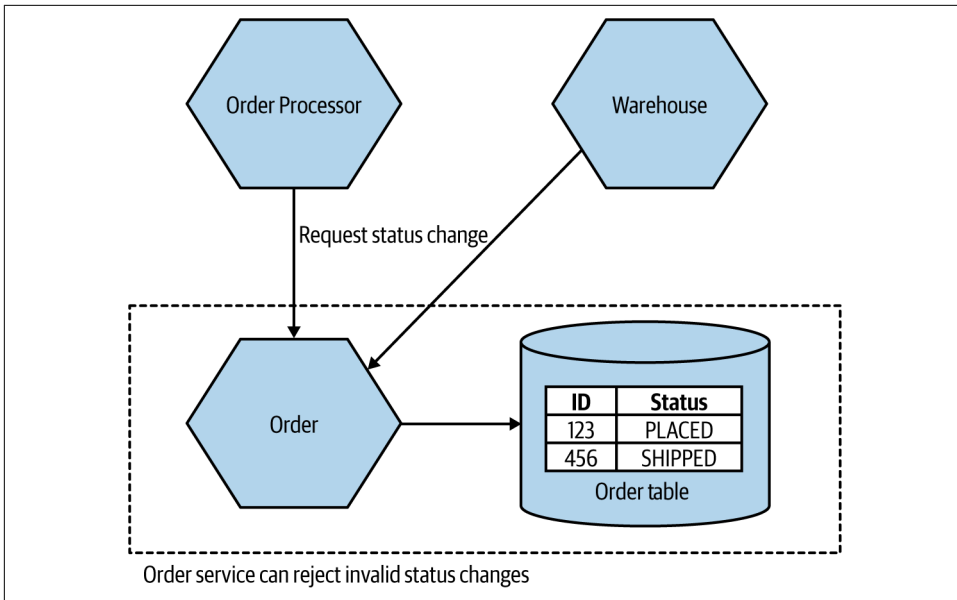 Order Processor
Warehouse
Request status change
Order
ID Status
123 PLACED
456 SHIPPED
Order table
Order service can reject invalid status changes